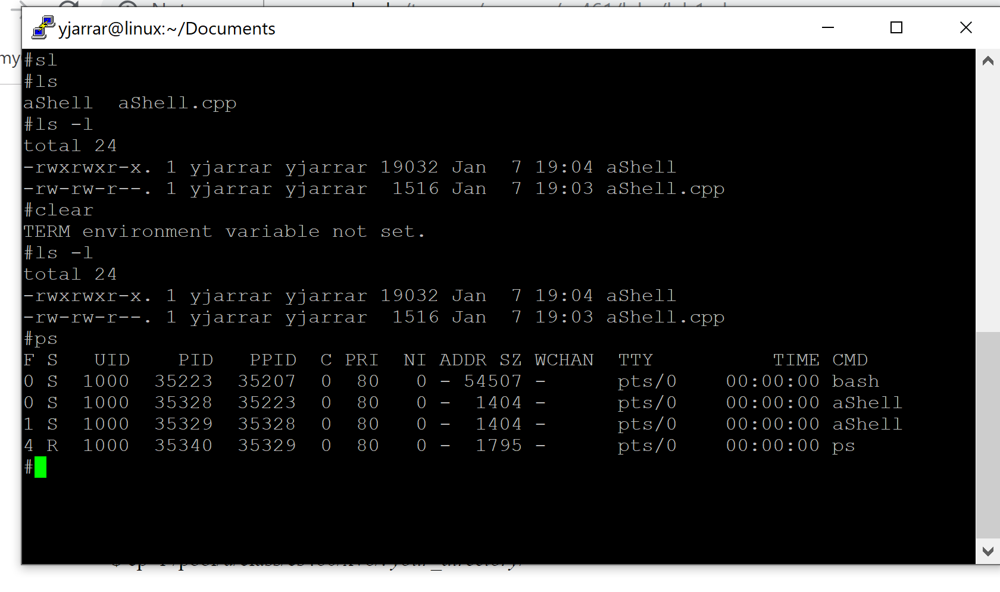 yjarrar@linux:~/Documents
my
#sl
#ls
aShell  aShell.cpp
#ls -l
total 24
-rwxrwxr-x. 1 yjarrar yjarrar 19032 Jan  7 19:04 aShell
-rw-rw-r--. 1 yjarrar yjarrar  1516 Jan  7 19:03 aShell.cpp
#clear
TERM environment variable not set.
#ls -l
total 24
-rwxrwxr-x. 1 yjarrar yjarrar 19032 Jan  7 19:04 aShell
-rw-rw-r--. 1 yjarrar yjarrar  1516 Jan  7 19:03 aShell.cpp
#ps
F S   UID    PID   PPID  C PRI  NI ADDR SZ WCHAN  TTY          TIME CMD
0 S  1000  35223  35207  0  80   0 - 54507 -      pts/0    00:00:00 bash
0 S  1000  35328  35223  0  80   0 -  1404 -      pts/0    00:00:00 aShell
1 S  1000  35329  35328  0  80   0 -  1404 -      pts/0    00:00:00 aShell
4 R  1000  35340  35329  0  80   0 -  1795 -      pts/0    00:00:00 ps
#